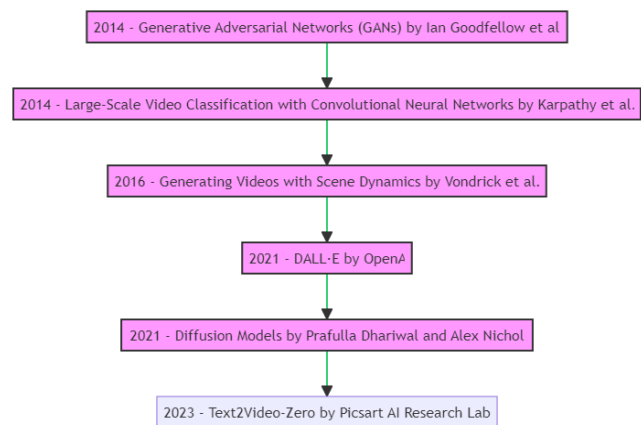 2014 - Generative Adversarial Networks (GANs) by Ian Goodfellow et al
2014 - Large-Scale Video Classification with Convolutional Neural Networks by Karpathy et al.
2016 - Generating Videos with Scene Dynamics by Vondrick et al.
2021 - DALL·E by OpenA
2021 - Diffusion Models by Prafulla Dhariwal and Alex Nichol
2023 - Text2Video-Zero by Picsart AI Research Lab